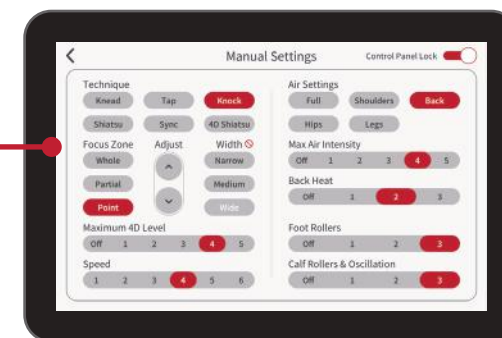 Manual Settings
Control Panel Lock
Technique
Knead Tap Knock
Shiatsu Sync 4D Shiatsu
Focus Zone Adjust Width
Whole Narrow
Partial Medium
Point Wide
Maximum 4D Level
Off 1 2 3 4 5
Speed
1 2 3 4 5 6
Air Settings
Full Shoulders Back
Hips Legs
Max Air Intensity
Off 1 2 3 4 5
Back Heat
Off 1 2 3
Foot Rollers
Off 1 2 3
Calf Rollers & Oscillation
Off 1 2 3